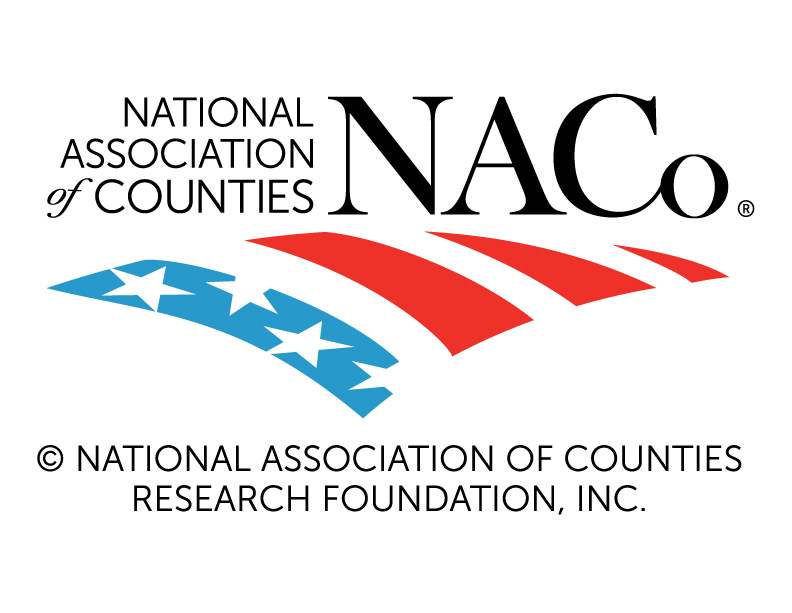 NATIONAL
ASSOCIATION
of COUNTIES
NACo®
© NATIONAL ASSOCIATION OF COUNTIES
RESEARCH FOUNDATION, INC.